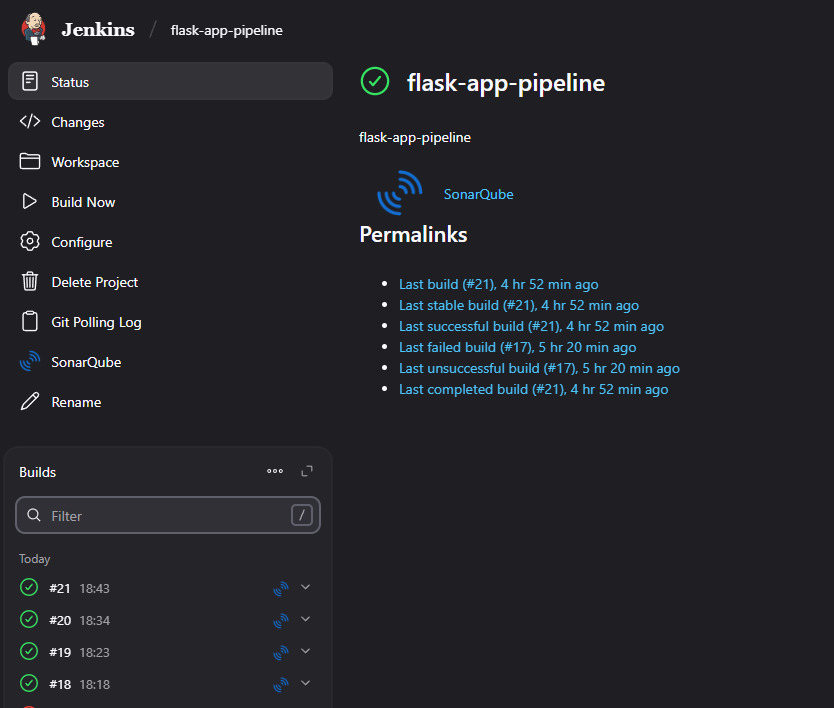 Jenkins / flask-app-pipeline
Status
Changes
Workspace
Build Now
Configure
Delete Project
Git Polling Log
SonarQube
Rename
Builds
Filter /
Today
#21 18:43
#20 18:34
#19 18:23
#18 18:18
flask-app-pipeline
flask-app-pipeline
SonarQube
Permalinks
Last build (#21), 4 hr 52 min ago
Last stable build (#21), 4 hr 52 min ago
Last successful build (#21), 4 hr 52 min ago
Last failed build (#17), 5 hr 20 min ago
Last unsuccessful build (#17), 5 hr 20 min ago
Last completed build (#21), 4 hr 52 min ago